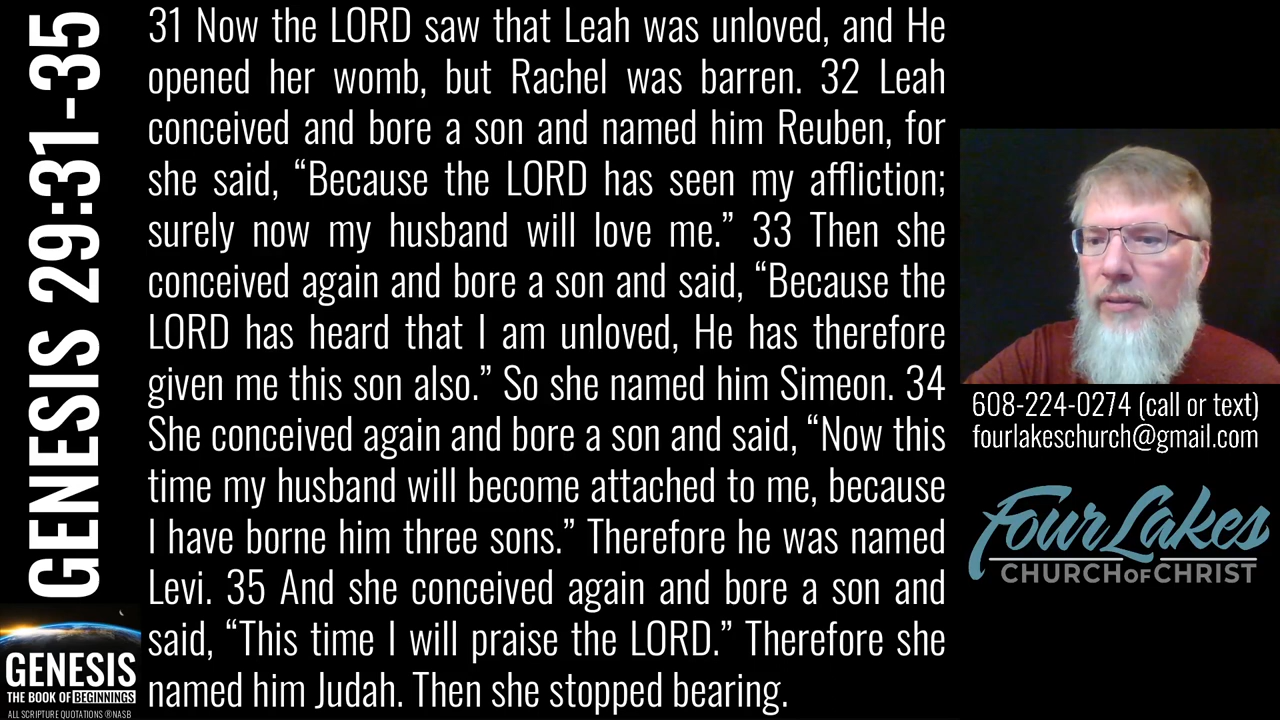 GENESIS 29:31-35
31 Now the LORD saw that Leah was unloved, and He
opened her womb, but Rachel was barren. 32 Leah
conceived and bore a son and named him Reuben, for
she said, “Because the LORD has seen my affliction;
surely now my husband will love me.” 33 Then she
conceived again and bore a son and said, “Because the
LORD has heard that I am unloved, He has therefore
given me this son also.” So she named him Simeon. 34
She conceived again and bore a son and said, “Now this
time my husband will become attached to me, because
I have borne him three sons.” Therefore he was named
Levi. 35 And she conceived again and bore a son and
said, “This time I will praise the LORD.” Therefore she
named him Judah. Then she stopped bearing.
GENESIS
THE BOOK OF BEGINNINGS
ALL SCRIPTURE QUOTATIONS ®NASB
608-224-0274 (call or text)
fourlakeschurch@gmail.com
Four Lakes
CHURCH OF CHRIST